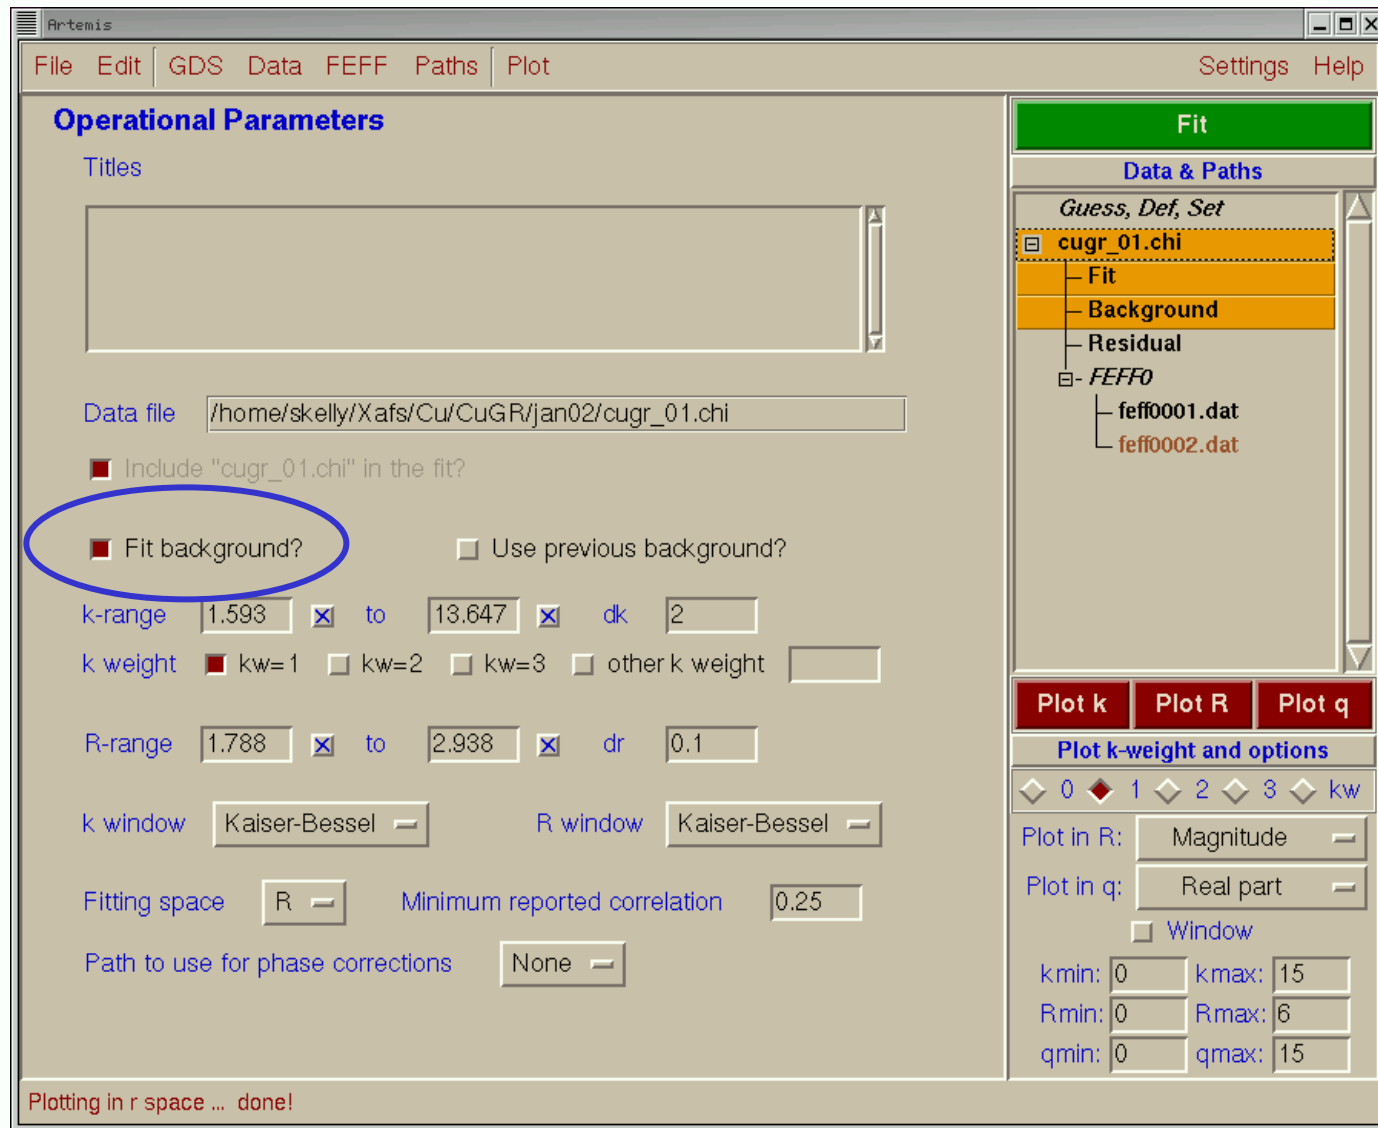 Artemis
File Edit GDS Data FEFF Paths Plot Settings Help
Operational Parameters
Titles
Data file /home/skelly/Xafs/Cu/CuGR/jan02/cugr_01.chi
Include "cugr_01.chi" in the fit?
Fit background? Use previous background?
k-range 1.593 to 13.647 dk 2
k weight kw=1 kw=2 kw=3 other k weight
R-range 1.788 to 2.938 dr 0.1
k window Kaiser-Bessel R window Kaiser-Bessel
Fitting space R Minimum reported correlation 0.25
Path to use for phase corrections None
Fit
Data & Paths
Guess, Def, Set
cugr_01.chi
Fit
Background
Residual
FEFF0
feff0001.dat
feff0002.dat
Plot k Plot R Plot q
Plot k-weight and options
0 1 2 3 kw
Plot in R: Magnitude
Plot in q: Real part
Window
kmin: 0 kmax: 15
Rmin: 0 Rmax: 6
qmin: 0 qmax: 15
Plotting in r space ... done!